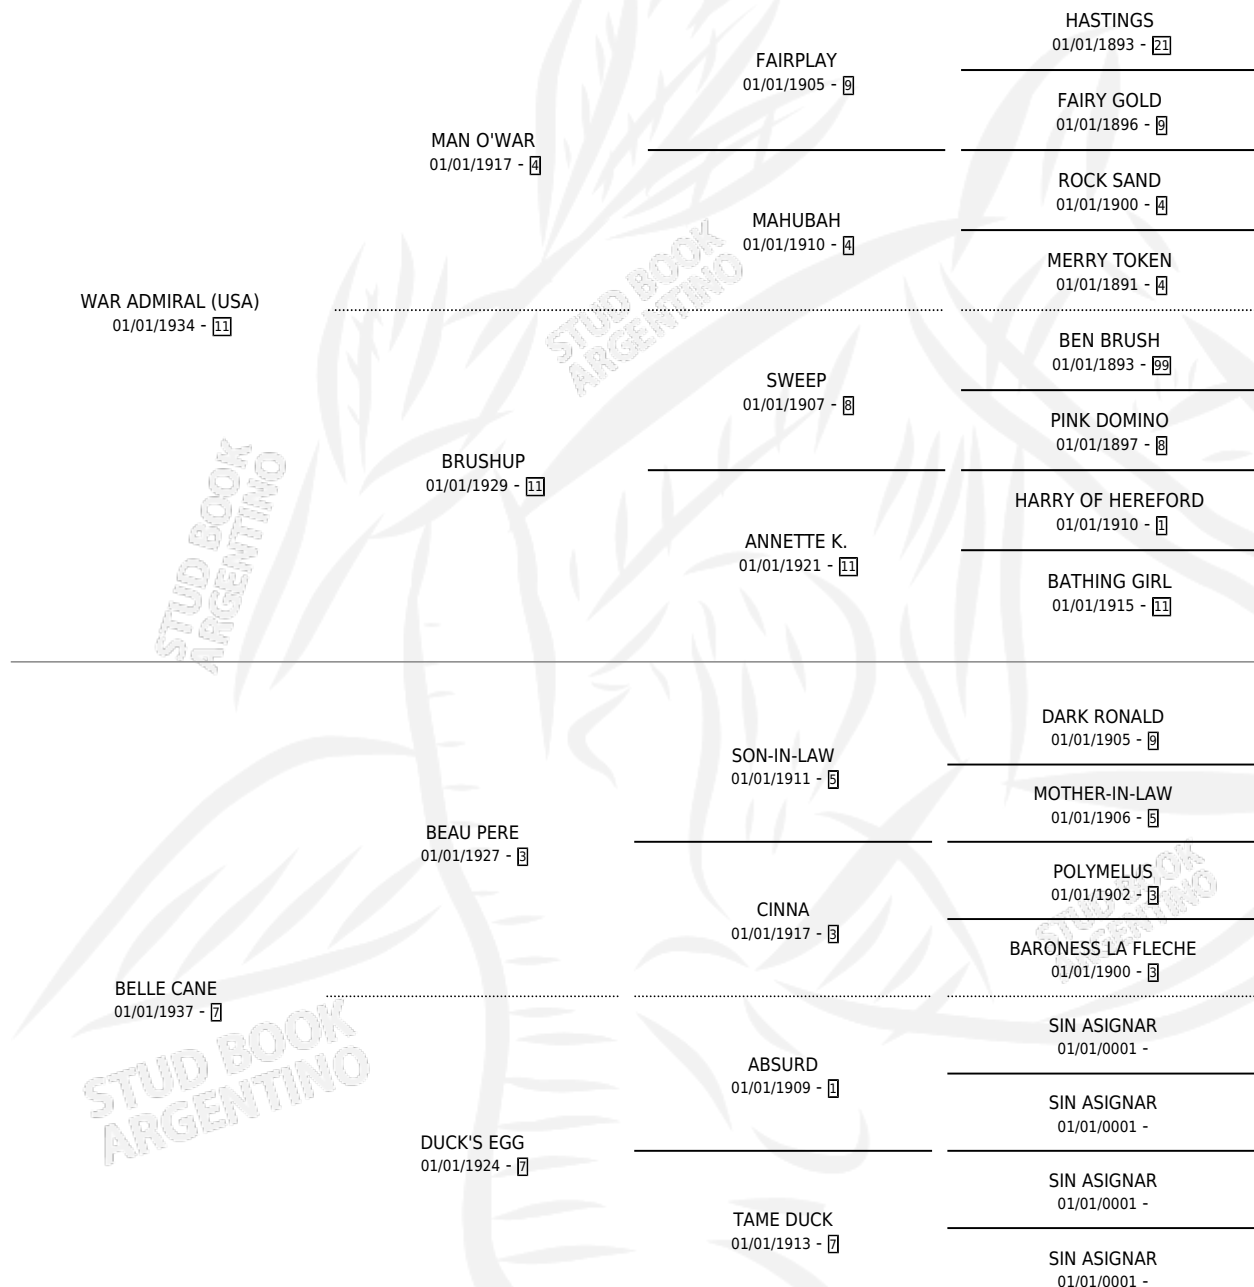 HASTINGS
01/01/1893 - 21
FAIRPLAY
01/01/1905 - 9
FAIRY GOLD
01/01/1896 - 9
MAN O'WAR
01/01/1917 - 4
ROCK SAND
01/01/1900 - 4
MAHUBAH
01/01/1910 - 4
MERRY TOKEN
01/01/1891 - 4
WAR ADMIRAL (USA)
01/01/1934 - 11
BEN BRUSH
01/01/1893 - 99
SWEEP
01/01/1907 - 8
PINK DOMINO
01/01/1897 - 8
BRUSHUP
01/01/1929 - 11
HARRY OF HEREFORD
01/01/1910 - 1
ANNETTE K.
01/01/1921 - 11
BATHING GIRL
01/01/1915 - 11
DARK RONALD
01/01/1905 - 9
SON-IN-LAW
01/01/1911 - 5
MOTHER-IN-LAW
01/01/1906 - 5
BEAU PERE
01/01/1927 - 3
POLYMELUS
01/01/1902 - 3
CINNA
01/01/1917 - 3
BARONESS LA FLECHE
01/01/1900 - 3
BELLE CANE
01/01/1937 - 7
SIN ASIGNAR
01/01/0001 -
ABSURD
01/01/1909 - 1
SIN ASIGNAR
01/01/0001 -
DUCK'S EGG
01/01/1924 - 7
SIN ASIGNAR
01/01/0001 -
TAME DUCK
01/01/1913 - 7
SIN ASIGNAR
01/01/0001 -
STUD BOOK
ARGENTINO
STUD BOOK
ARGENTINO
STUD BOOK
ARGENTINO
STUD BOOK
ARGENTINO